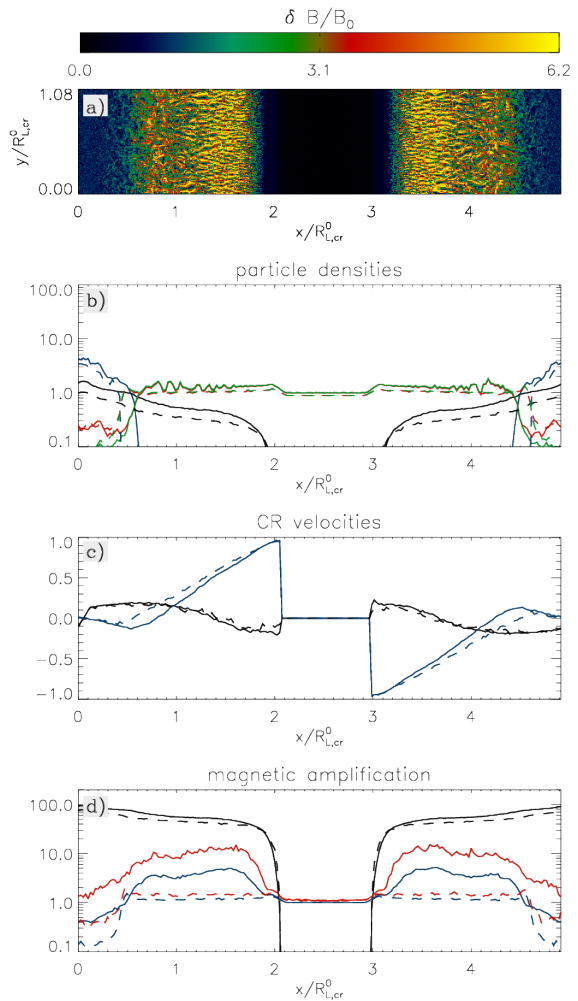 δ B/B₀
0.0 3.1 6.2
a)
1.08
0.00
y/R⁰L,cr
0 1 2 3 4
x/R⁰L,cr
particle densities
b)
100.0
10.0
1.0
0.1
0 1 2 3 4
x/R⁰L,cr
CR velocities
c)
1.0
0.5
0.0
−0.5
−1.0
0 1 2 3 4
x/R⁰L,cr
magnetic amplification
d)
100.0
10.0
1.0
0.1
0 1 2 3 4
x/R⁰L,cr